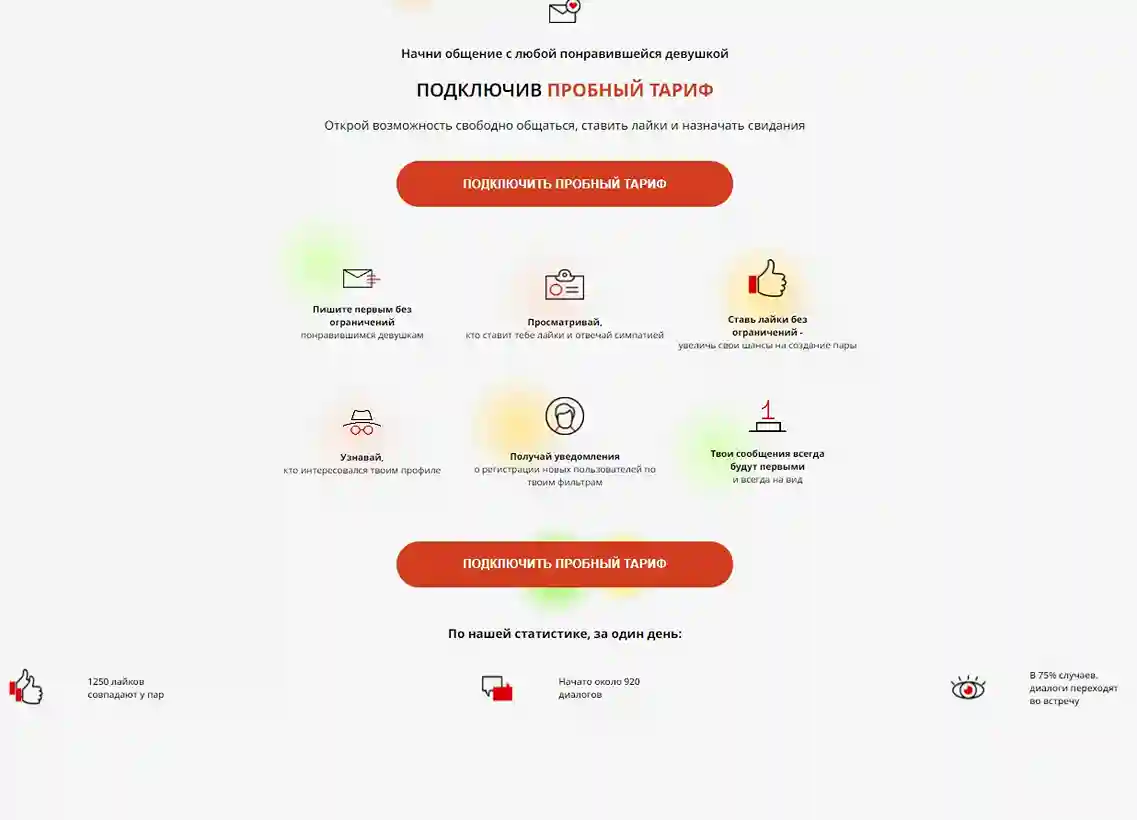 Начни общение с любой понравившейся девушкой
ПОДКЛЮЧИВ ПРОБНЫЙ ТАРИФ
Открой возможность свободно общаться, ставить лайки и назначать свидания
ПОДКЛЮЧИТЬ ПРОБНЫЙ ТАРИФ
Пишите первым без
ограничений
понравившимся девушкам
Просматривай,
кто ставит тебе лайки и отвечай симпатией
Ставь лайки без
ограничений -
увеличь свои шансы на создание пары
Узнавай,
кто интересовался твоим профиле
Получай уведомления
о регистрации новых пользователей по
твоим фильтрам
1
Твои сообщения всегда
будут первыми
и всегда на вид
ПОДКЛЮЧИТЬ ПРОБНЫЙ ТАРИФ
По нашей статистике, за один день:
1250 лайков
совпадают у пар
Начато около 920
диалогов
В 75% случаев,
диалоги переходят
во встречу